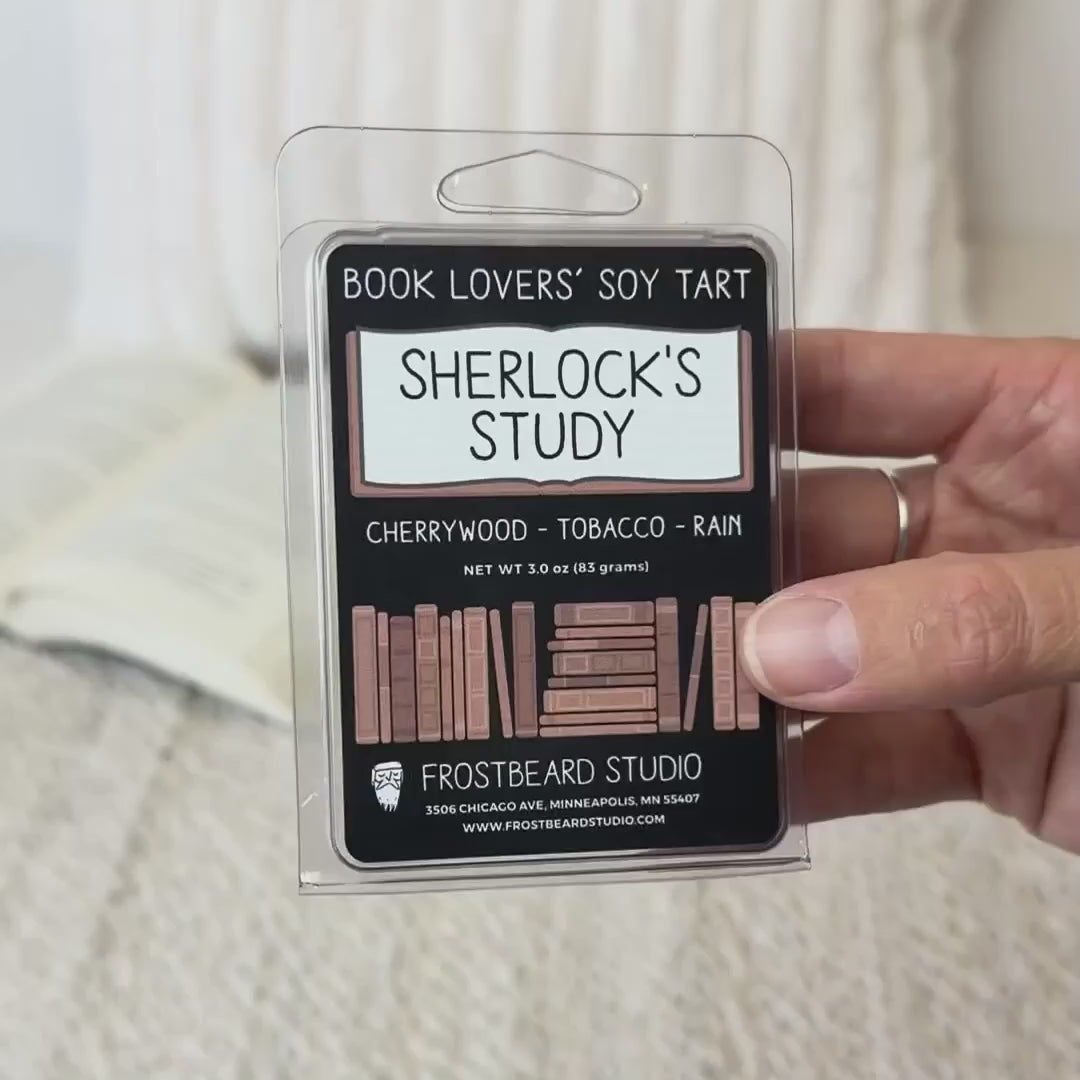 BOOK LOVERS' SOY TART
SHERLOCK'S
STUDY
CHERRYWOOD - TOBACCO - RAIN
NET WT 3.0 oz (83 grams)
FROSTBEARD STUDIO
3506 CHICAGO AVE, MINNEAPOLIS, MN 55407
WWW.FROSTBEARDSTUDIO.COM